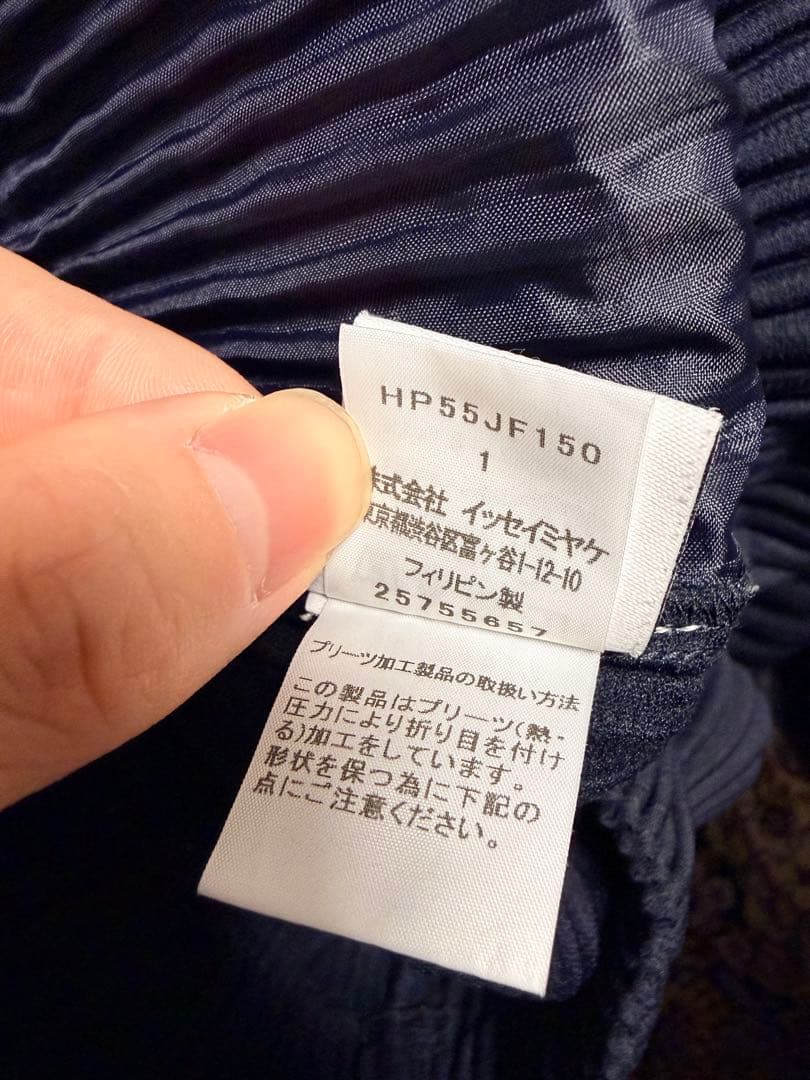 HP55JF150
1
株式会社 イッセイミヤケ
東京都渋谷区富ヶ谷1-12-10
フィリピン製
25755657
プリーツ加工製品の取扱い方法
この製品はプリーツ(熱・
圧力により折り目を付け
る)加工をしています。
形状を保つ為に下記の
点にご注意ください。